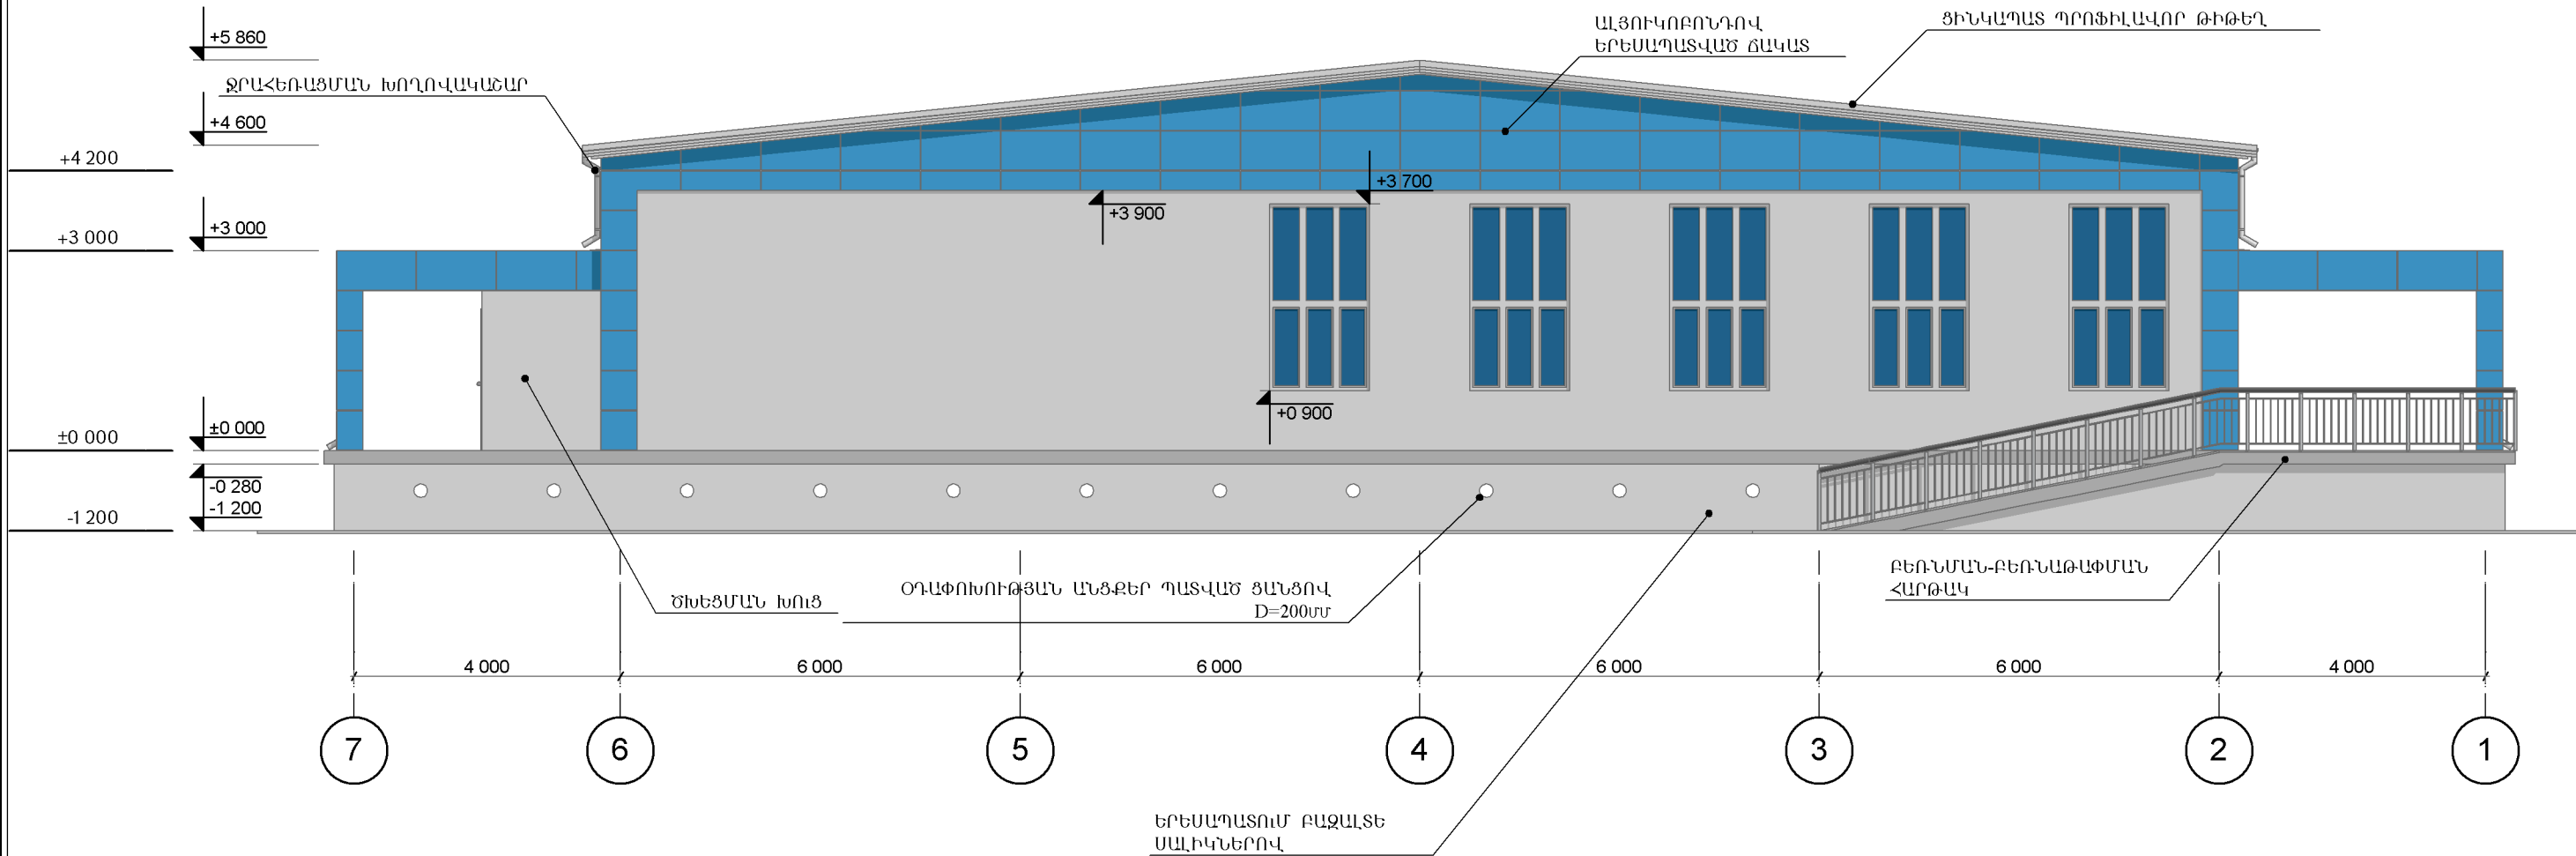 +5 860
ՋՐԱՀԵՌԱՑՄԱՆ ԽՈՂՈՎԱԿԱՇԱՐ
+4 600
+4 200
+3 000
+3 000
±0 000
±0 000
-0 280
-1 200
-1 200
ԱԼՅՈՒԿՈԲՈՆԴՈՎ
ԵՐԵՍԱՊԱՏՎԱԾ ՃԱԿԱՏ
ՑԻՆԿԱՊԱՏ ՊՐՈՖԻԼԱՎՈՐ ԹԻԹԵՂ
+3 700
+3 900
+0 900
ԾԽԵՑՄԱՆ ԽՈւՑ
ՕԴԱՓՈԽՈՒԹՅԱՆ ԱՆՑՔԵՐ ՊԱՏՎԱԾ ՑԱՆՑՈՎ
D=200մմ
ԲԵՌՆՄԱՆ-ԲԵՌՆԱԹԱՓՄԱՆ
ՀԱՐԹԱԿ
4 000
6 000
6 000
6 000
6 000
4 000
7
6
5
4
3
2
1
ԵՐԵՍԱՊԱՏՈւՄ ԲԱԶԱԼՏԵ
ՍԱԼԻԿՆԵՐՈՎ